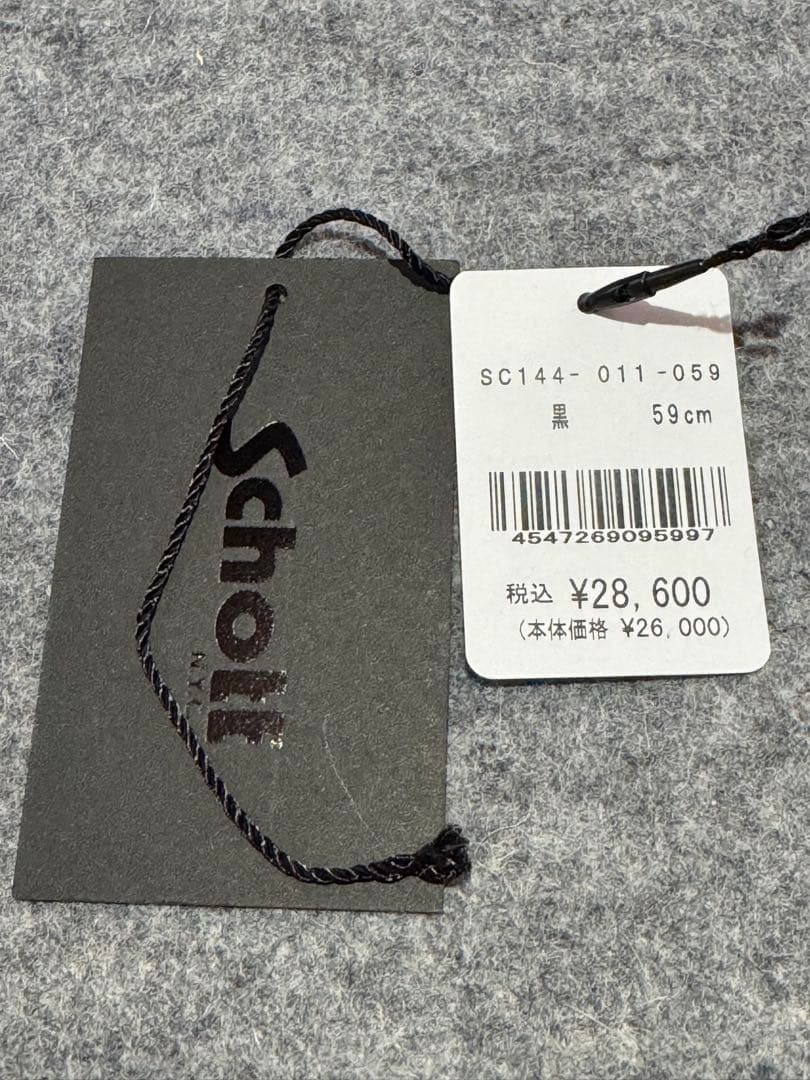 Schott
N.Y.C.
SC144- 011 -059
黒 59cm
4547269095997
税込 ¥28,600
(本体価格 ¥26,000)